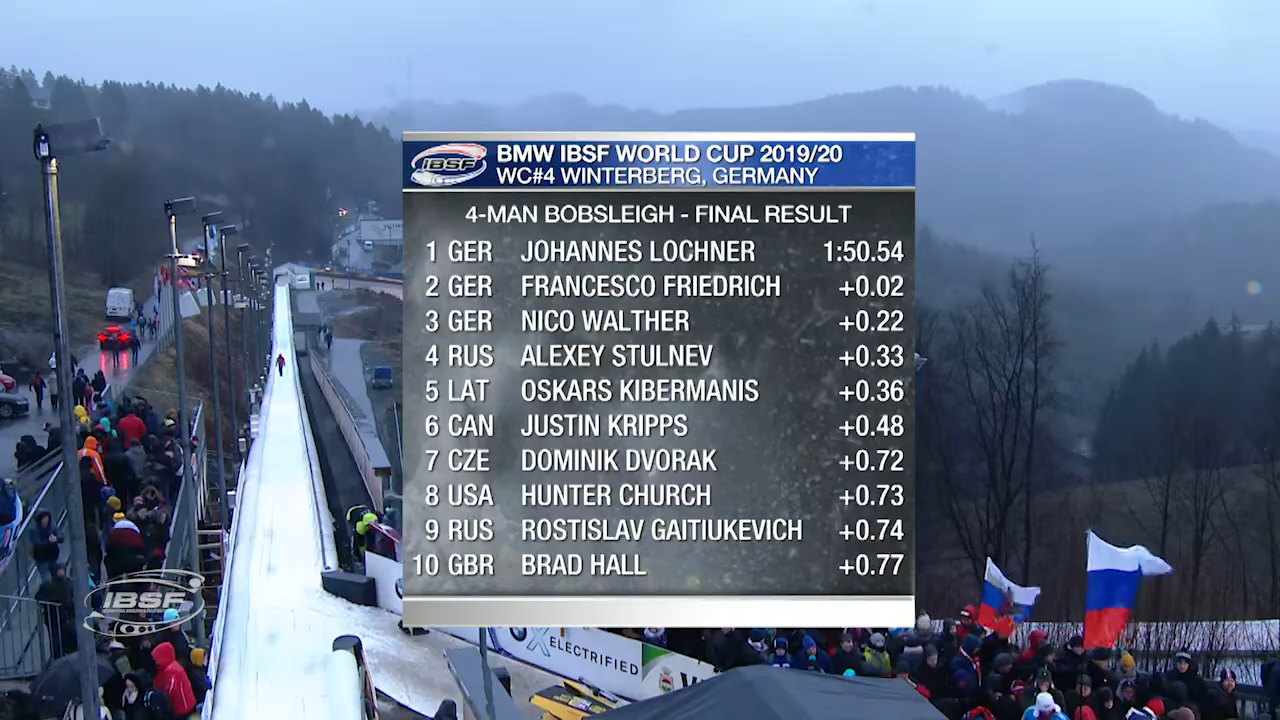 IBSF
BMW IBSF WORLD CUP 2019/20
WC#4 WINTERBERG, GERMANY
4-MAN BOBSLEIGH - FINAL RESULT
1 GER JOHANNES LOCHNER 1:50.54
2 GER FRANCESCO FRIEDRICH +0.02
3 GER NICO WALTHER +0.22
4 RUS ALEXEY STULNEV +0.33
5 LAT OSKARS KIBERMANIS +0.36
6 CAN JUSTIN KRIPPS +0.48
7 CZE DOMINIK DVORAK +0.72
8 USA HUNTER CHURCH +0.73
9 RUS ROSTISLAV GAITIUKEVICH +0.74
10 GBR BRAD HALL +0.77
IBSF
ELECTRIFIED